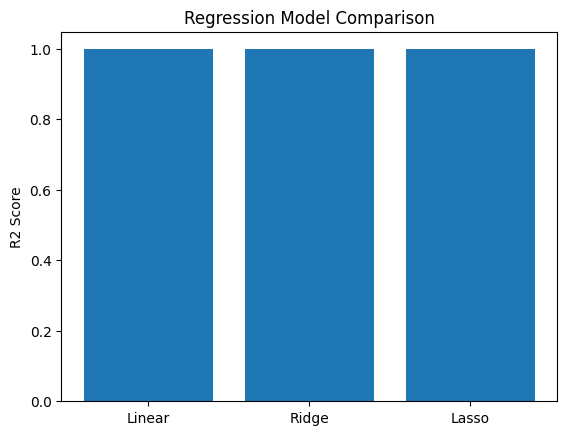 Regression Model Comparison
R2 Score
1.0
0.8
0.6
0.4
0.2
0.0
Linear
Ridge
Lasso